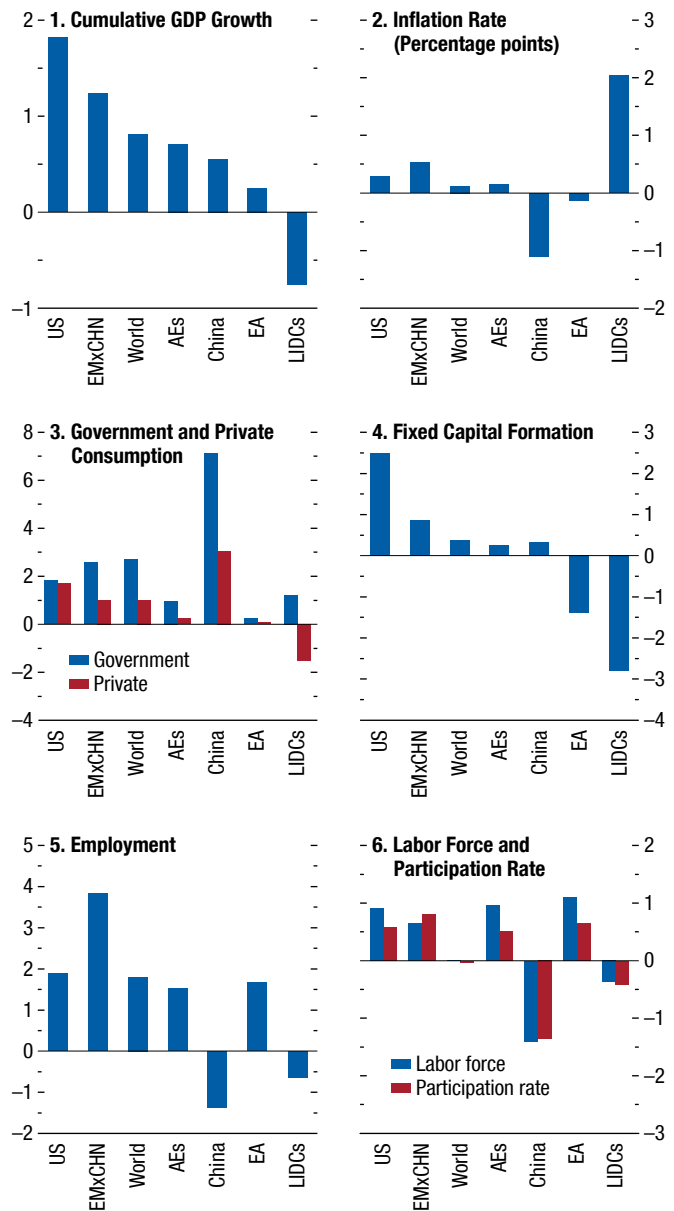 1. Cumulative GDP Growth
2
1
0
–1
US
EMxCHN
World
AEs
China
EA
LIDCs
2. Inflation Rate
(Percentage points)
3
2
1
0
–1
–2
US
EMxCHN
World
AEs
China
EA
LIDCs
3. Government and Private
Consumption
8
6
4
2
0
–2
–4
Government
Private
US
EMxCHN
World
AEs
China
EA
LIDCs
4. Fixed Capital Formation
3
2
1
0
–1
–2
–3
–4
US
EMxCHN
World
AEs
China
EA
LIDCs
5. Employment
5
4
3
2
1
0
–1
–2
US
EMxCHN
World
AEs
China
EA
LIDCs
6. Labor Force and
Participation Rate
2
1
0
–1
–2
–3
Labor force
Participation rate
US
EMxCHN
World
AEs
China
EA
LIDCs